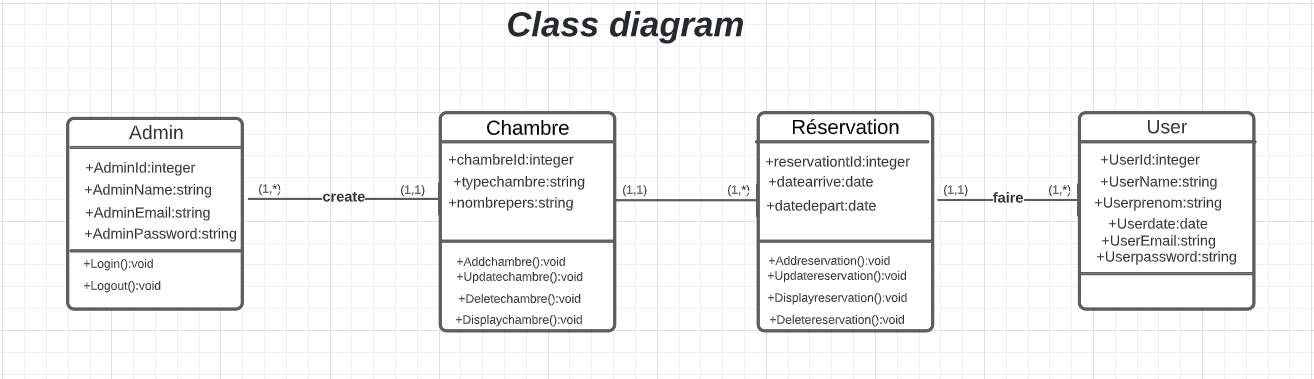 Class diagram
Admin
+AdminId:integer
+AdminName:string
+AdminEmail:string
+AdminPassword:string
+Login():void
+Logout():void
(1,*)
create
(1,1)
Chambre
+chambreId:integer
+typechambre:string
+nombrepers:string
+Addchambre():void
+Updatechambre():void
+Deletechambre():void
+Displaychambre():void
(1,1)
(1,*)
Réservation
+reservationtId:integer
+datearrive:date
+datedepart:date
+Addreservation():void
+Updatereservation():void
+Displayreservation():void
+Deletereservation():void
(1,1)
faire
(1,*)
User
+UserId:integer
+UserName:string
+Userprenom:string
+Userdate:date
+UserEmail:string
+Userpassword:string